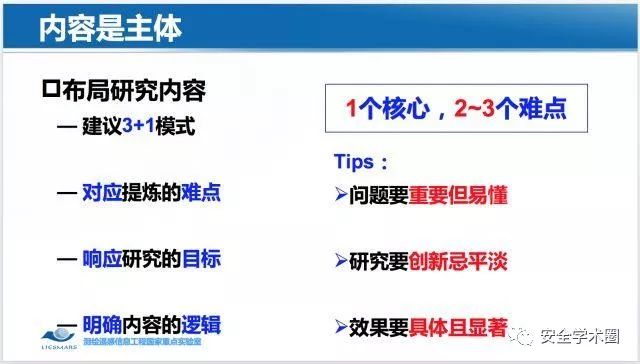 内容是主体
布局研究内容
— 建议3+1模式
— 对应提炼的难点
— 响应研究的目标
— 明确内容的逻辑
1个核心，2~3个难点
Tips：
问题要重要但易懂
研究要创新忌平淡
效果要具体且显著
LIESMARS
测绘遥感信息工程国家重点实验室
安全学术圈